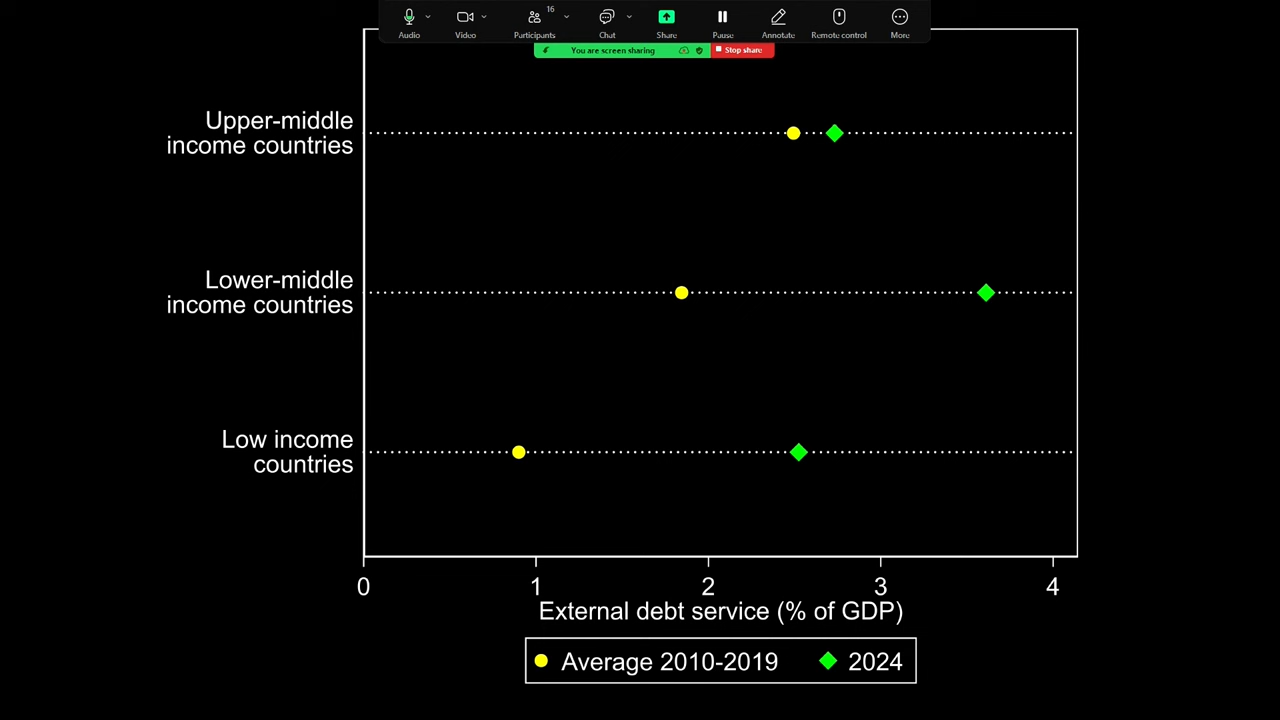 16
Audio
Video
Participants
Chat
Share
Pause
Annotate
Remote control
More
You are screen sharing
Stop share
Upper-middle
income countries
Lower-middle
income countries
Low income
countries
0 1 2 3 4
External debt service (% of GDP)
Average 2010-2019 2024